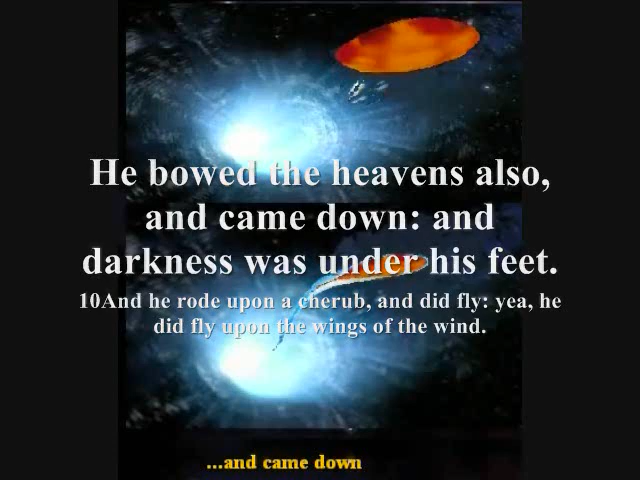 He bowed the heavens also,
and came down: and
darkness was under his feet.
10And he rode upon a cherub, and did fly: yea, he
did fly upon the wings of the wind.
...and came down